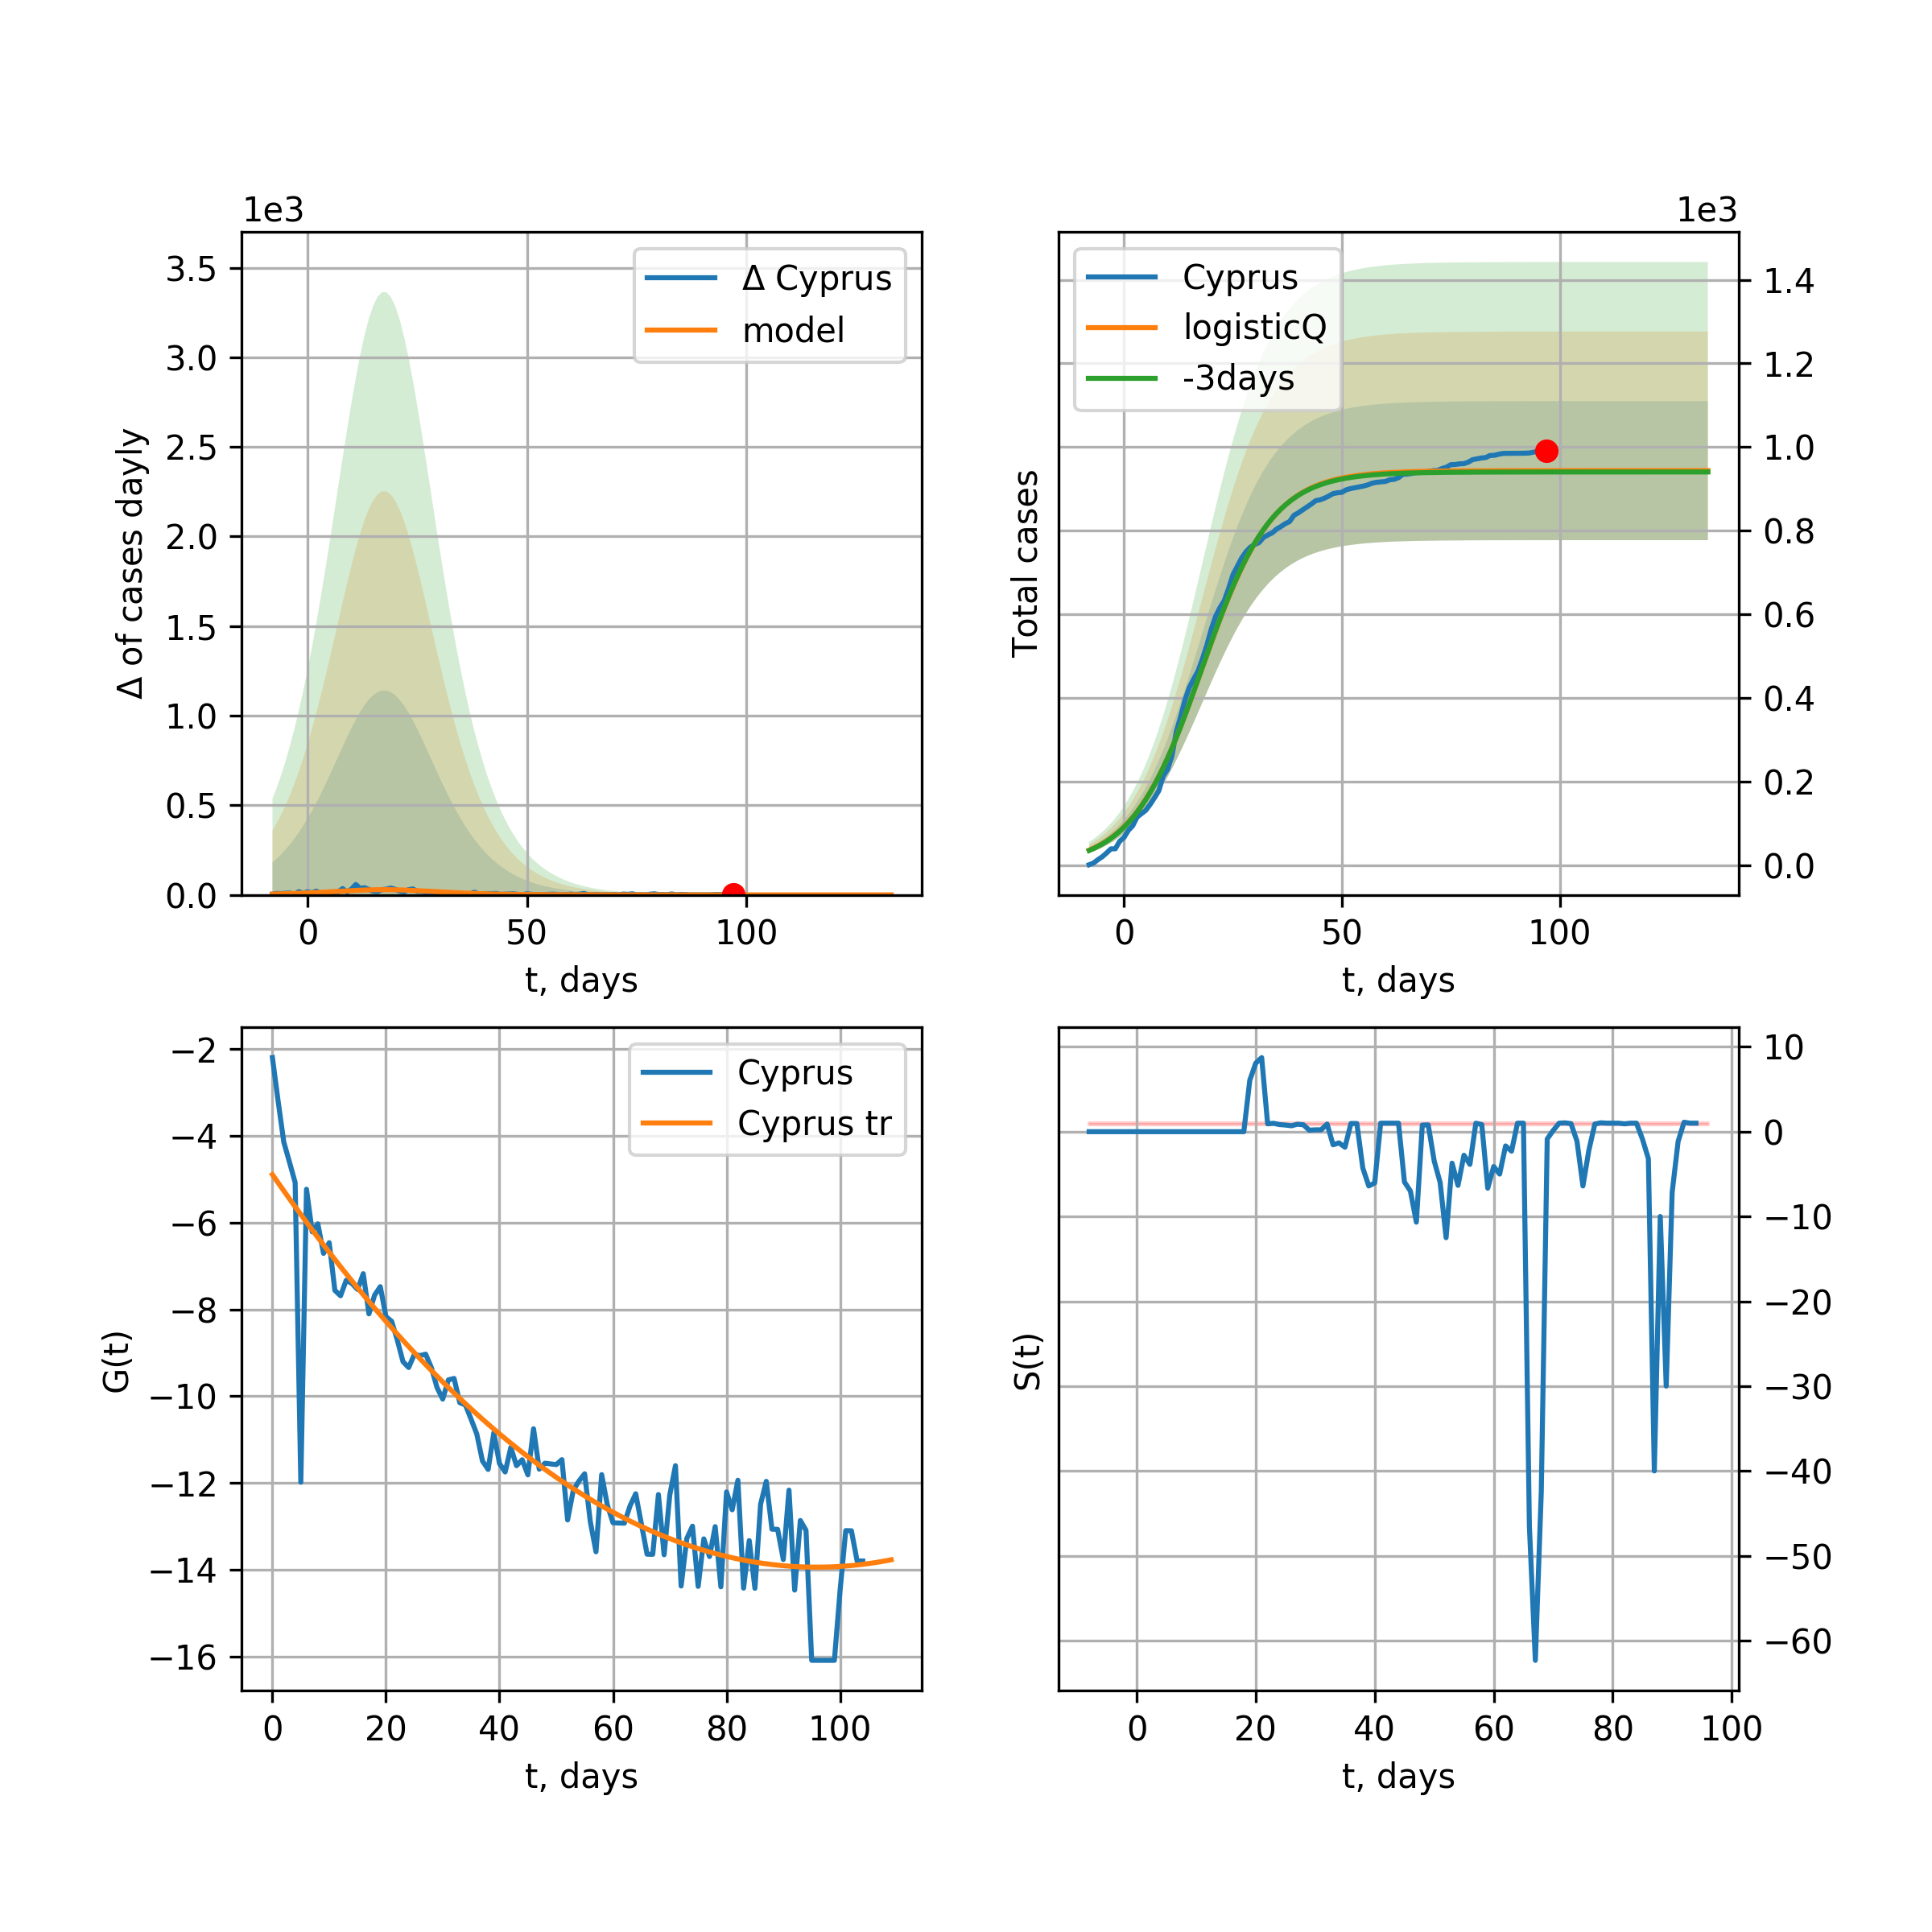 1e3
3.5
3.0
2.5
2.0
1.5
1.0
0.5
0.0
Δ of cases dayly
Δ Cyprus
model
0 50 100
t, days
1e3
Cyprus
logisticQ
-3days
Total cases
1.4
1.2
1.0
0.8
0.6
0.4
0.2
0.0
0 50 100
t, days
−2
−4
−6
−8
−10
−12
−14
−16
G(t)
Cyprus
Cyprus tr
0 20 40 60 80 100
t, days
S(t)
10
0
−10
−20
−30
−40
−50
−60
0 20 40 60 80 100
t, days